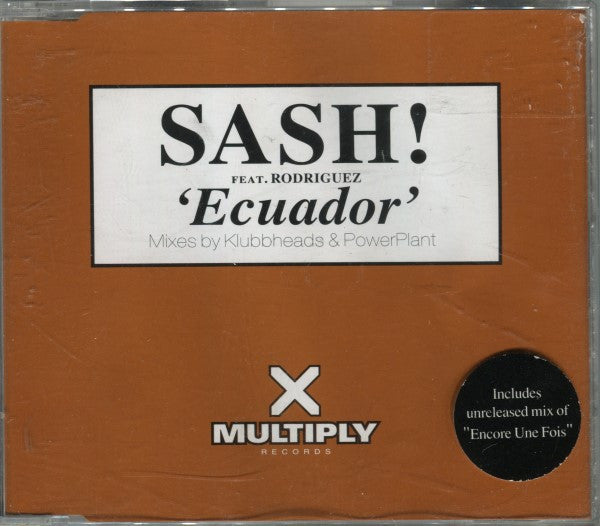 SASH!
FEAT. RODRIGUEZ
‘Ecuador’
Mixes by Klubbheads & PowerPlant
X
MULTIPLY
RECORDS
Includes
unreleased mix of
"Encore Une Fois"